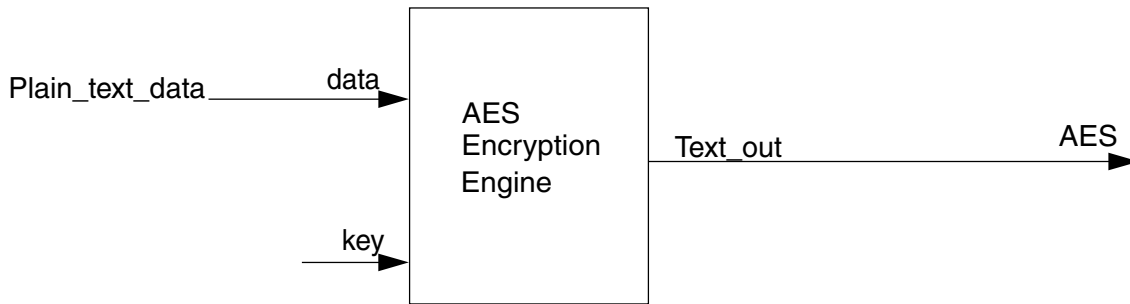 Plain_text_data
data
key
AES
Encryption
Engine
Text_out
AES